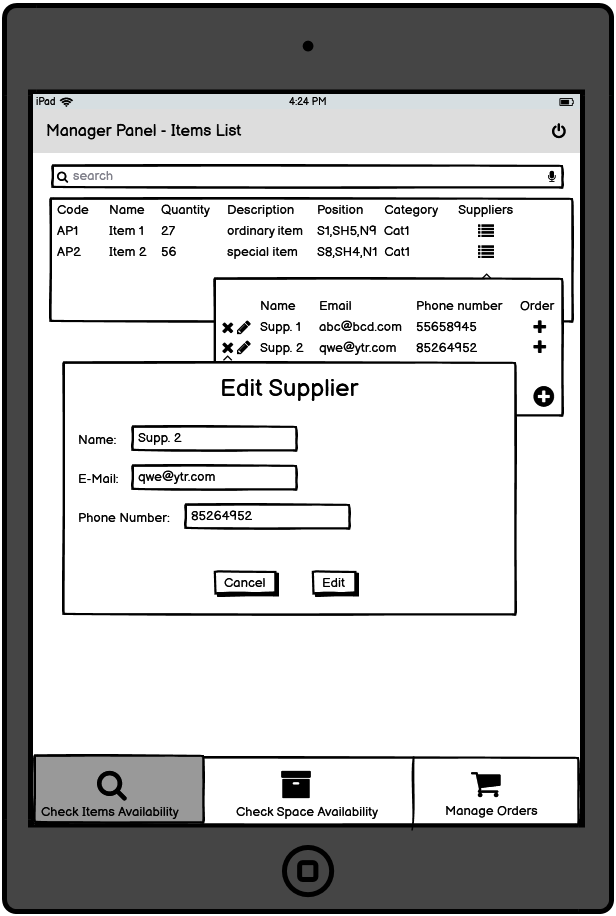 iPad 4:24 PM
Manager Panel - Items List
search
Code Name Quantity Description Position Category Suppliers
AP1 Item 1 27 ordinary item S1,SH5,N9 Cat1
AP2 Item 2 56 special item S8,SH4,N1 Cat1
Name Email Phone number Order
Supp. 1 abc@bcd.com 55658945
Supp. 2 qwe@ytr.com 85264952
Edit Supplier
Name: Supp. 2
E-Mail: qwe@ytr.com
Phone Number: 85264952
Cancel Edit
Check Items Availability Check Space Availability Manage Orders